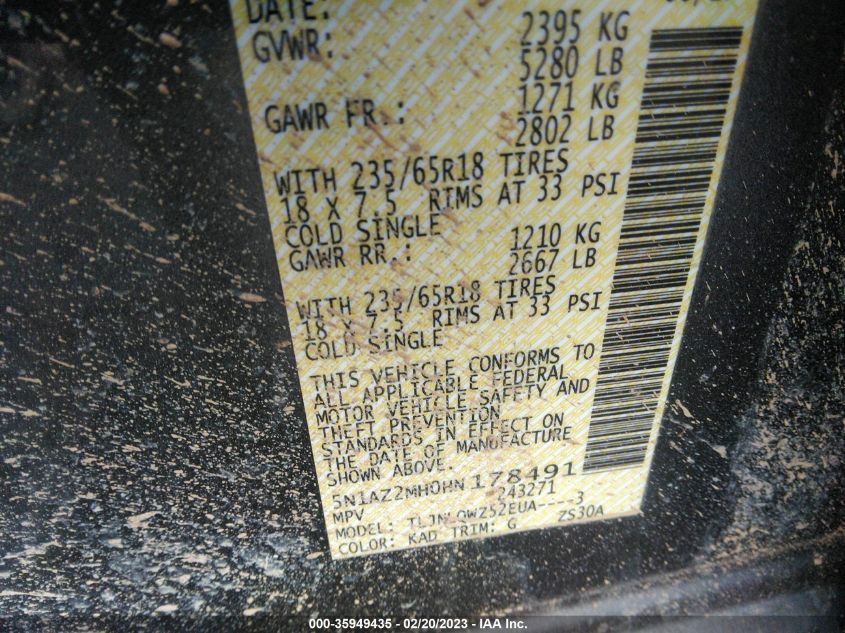 DATE:
GVWR: 2395 KG
5280 LB
GAWR FR.: 1271 KG
2802 LB
WITH 235/65R18 TIRES
18 X 7.5 RIMS AT 33 PSI
COLD SINGLE
GAWR RR.: 1210 KG
2667 LB
WITH 235/65R18 TIRES
18 X 7.5 RIMS AT 33 PSI
COLD SINGLE
THIS VEHICLE CONFORMS TO
ALL APPLICABLE FEDERAL
MOTOR VEHICLE SAFETY AND
THEFT PREVENTION
STANDARDS IN EFFECT ON
THE DATE OF MANUFACTURE
SHOWN ABOVE.
5N1AZ2MH0HN178491
MPV 243271
MODEL: 3
COLOR: KAD TRIM: G ZS30A
000-35949435 - 02/20/2023 - IAA Inc.